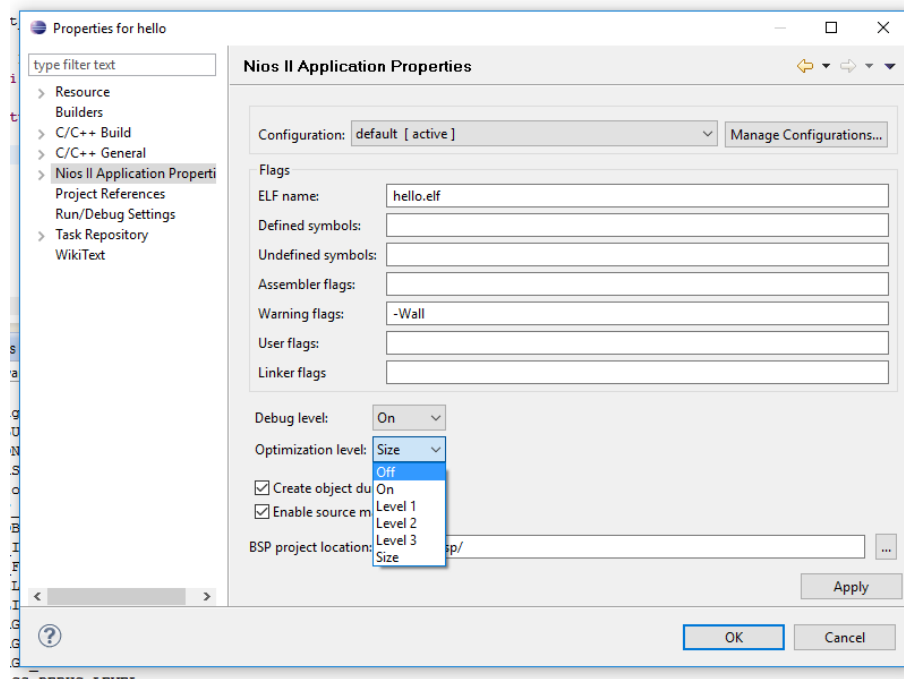 Properties for hello
type filter text
Resource
Builders
C/C++ Build
C/C++ General
Nios II Application Properti
Project References
Run/Debug Settings
Task Repository
WikiText
Nios II Application Properties
Configuration: default [ active ] Manage Configurations...
Flags
ELF name: hello.elf
Defined symbols:
Undefined symbols:
Assembler flags:
Warning flags: -Wall
User flags:
Linker flags
Debug level: On
Optimization level: Size
Off
On
Level 1
Level 2
Level 3
Size
Create object du
Enable source m
BSP project location: sp/ ...
Apply
OK Cancel